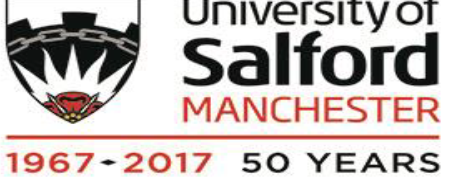 University of
Salford
MANCHESTER
1967-2017 50 YEARS